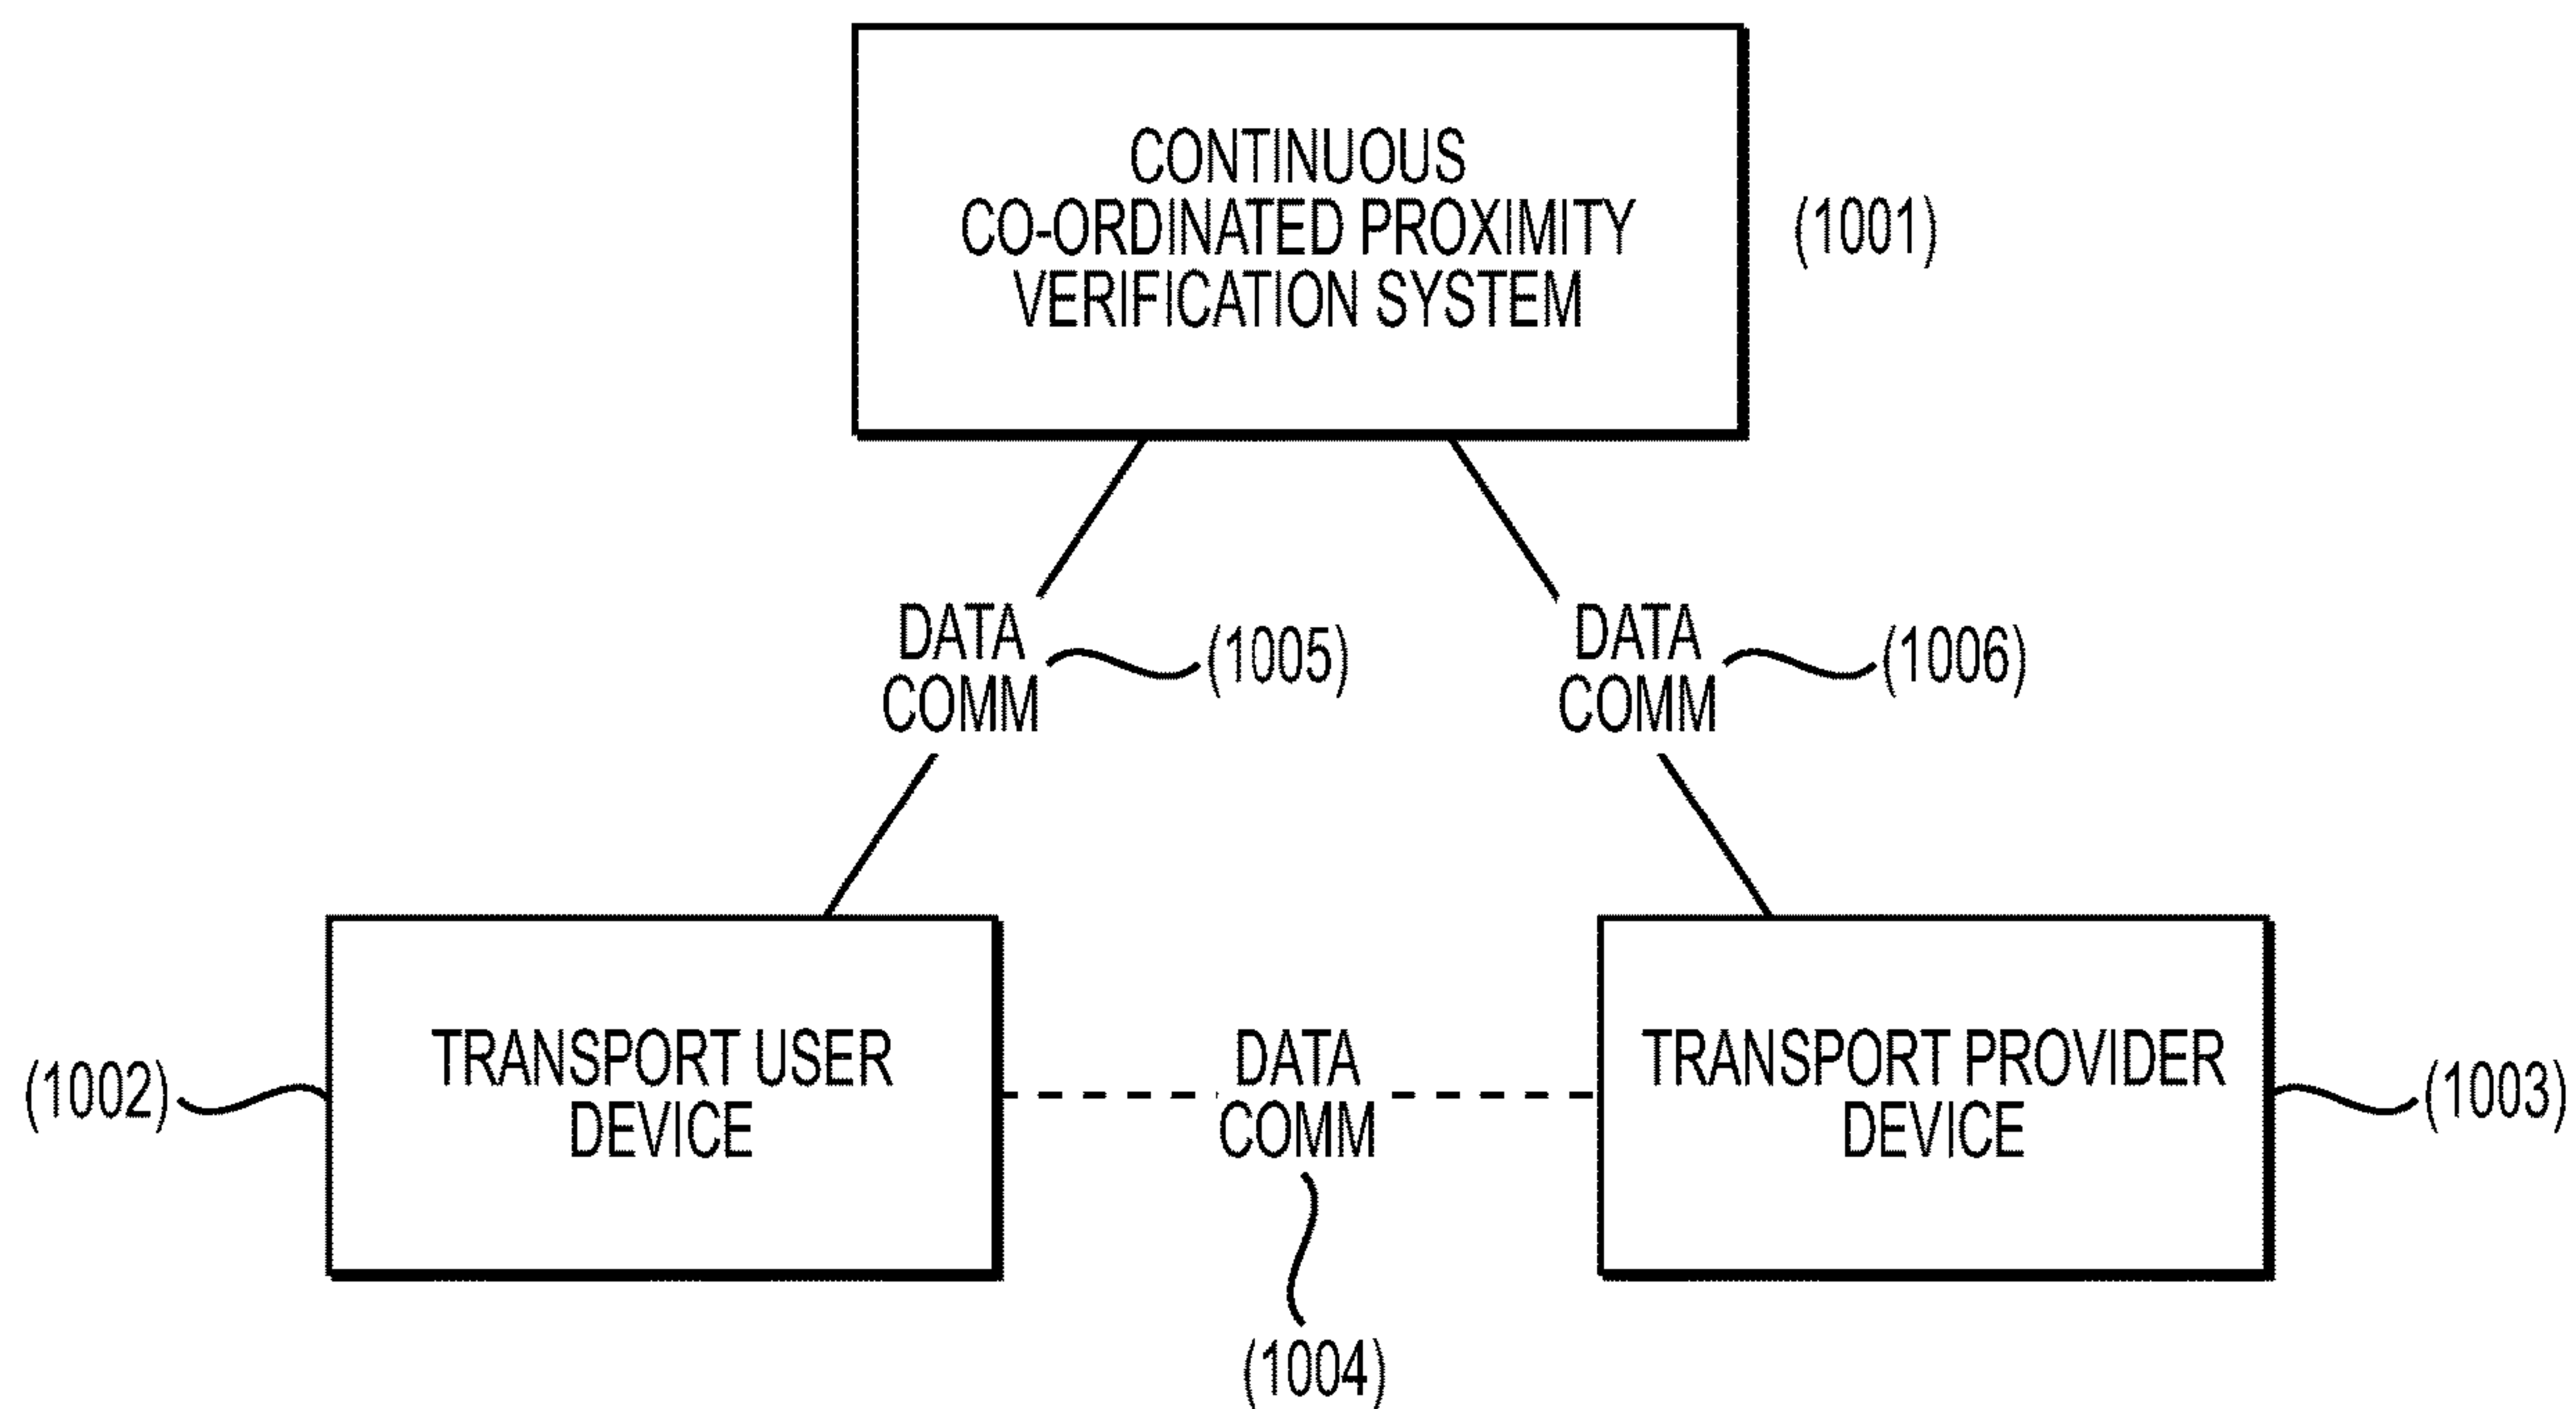 CONTINUOUS
CO-ORDINATED PROXIMITY
VERIFICATION SYSTEM
(1001)
DATA
COMM
(1005)
DATA
COMM
(1006)
(1002)
TRANSPORT USER
DEVICE
DATA
COMM
(1004)
TRANSPORT PROVIDER
DEVICE
(1003)